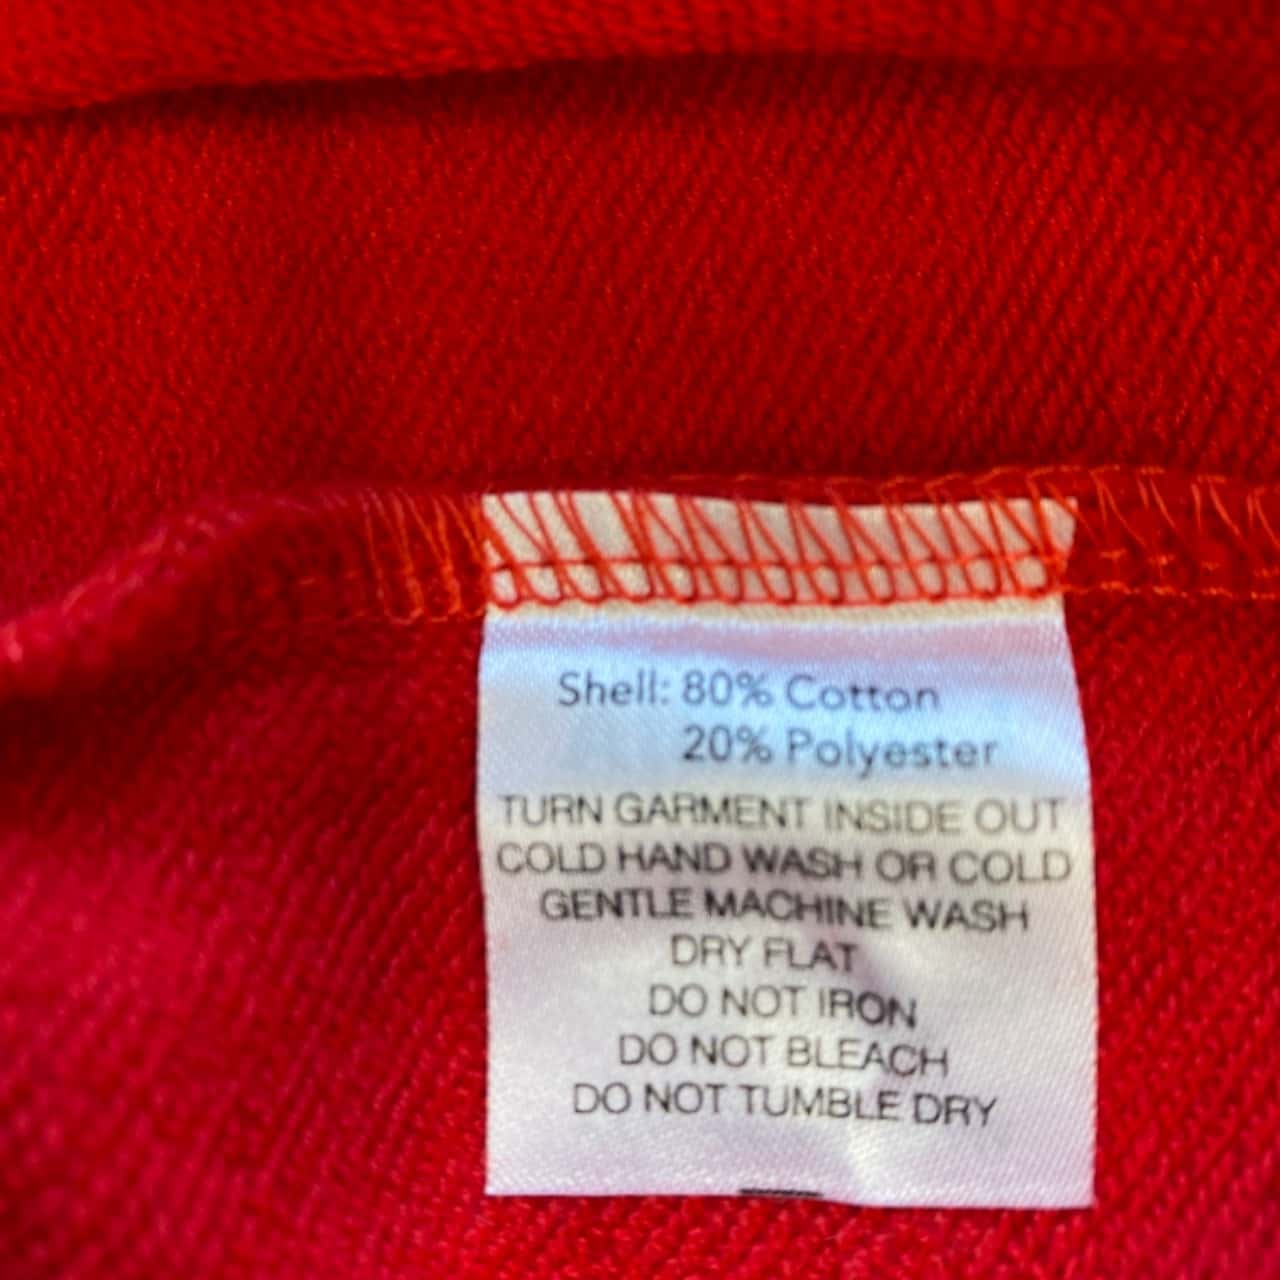 Shell: 80% Cotton
20% Polyester
TURN GARMENT INSIDE OUT
COLD HAND WASH OR COLD
GENTLE MACHINE WASH
DRY FLAT
DO NOT IRON
DO NOT BLEACH
DO NOT TUMBLE DRY